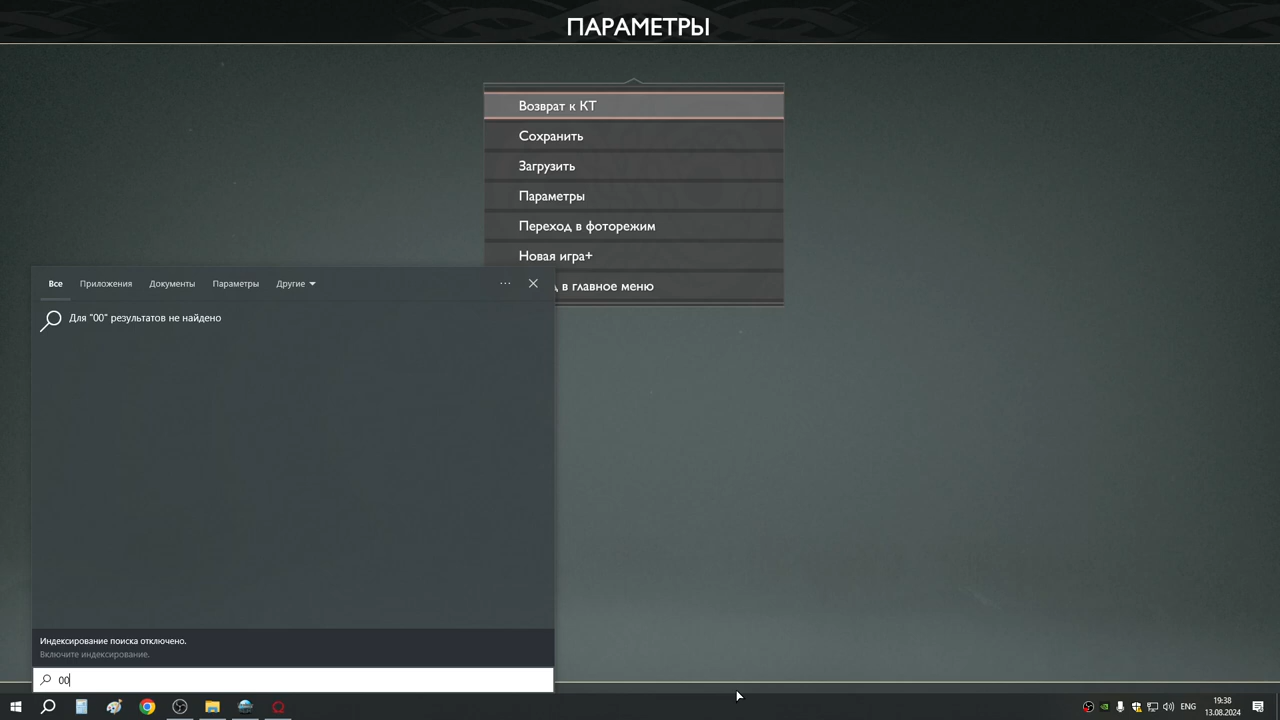 ПАРАМЕТРЫ
Возврат к КТ
Сохранить
Загрузить
Параметры
Переход в фоторежим
Новая игра+
в главное меню
Все Приложения Документы Параметры Другие
Для "00" результатов не найдено
Индексирование поиска отключено.
Включите индексирование.
00
ENG
19:38
13.08.2024